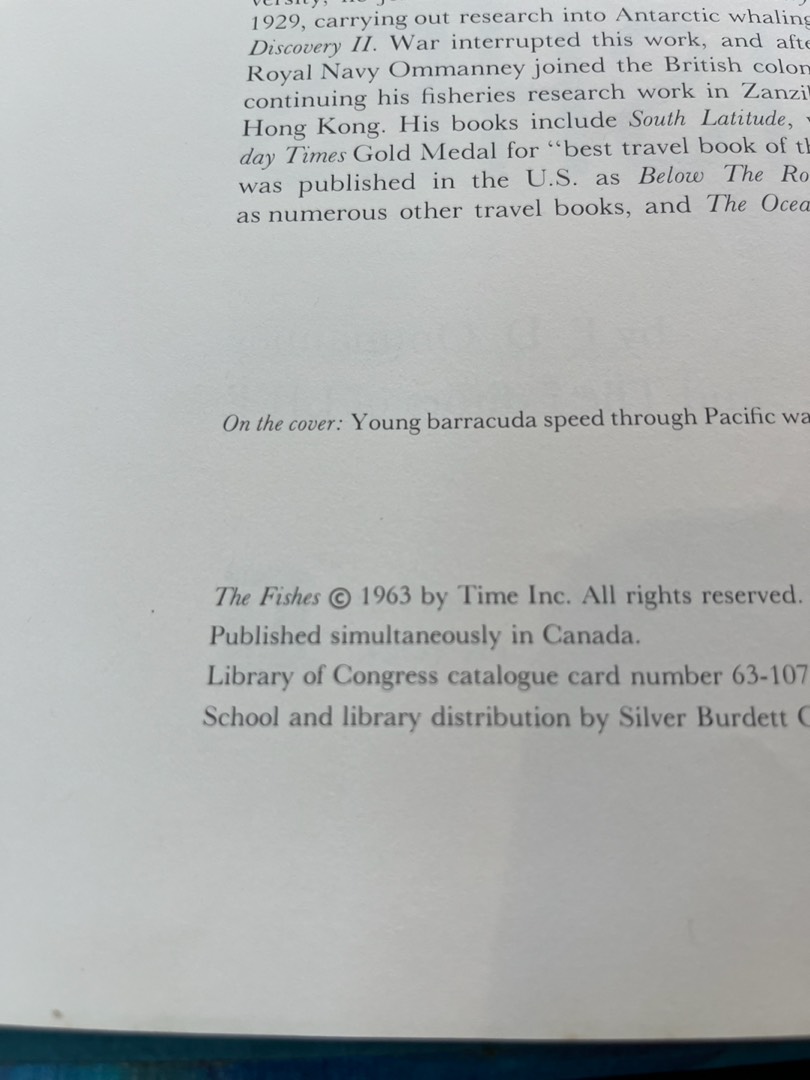 1929, carrying out research into Antarctic whaling
Discovery II. War interrupted this work, and afte
Royal Navy Ommanney joined the British colon
continuing his fisheries research work in Zanzi
Hong Kong. His books include South Latitude,
day Times Gold Medal for “best travel book of th
was published in the U.S. as Below The Ro
as numerous other travel books, and The Ocea
On the cover: Young barracuda speed through Pacific wa
The Fishes © 1963 by Time Inc. All rights reserved.
Published simultaneously in Canada.
Library of Congress catalogue card number 63-107
School and library distribution by Silver Burdett C